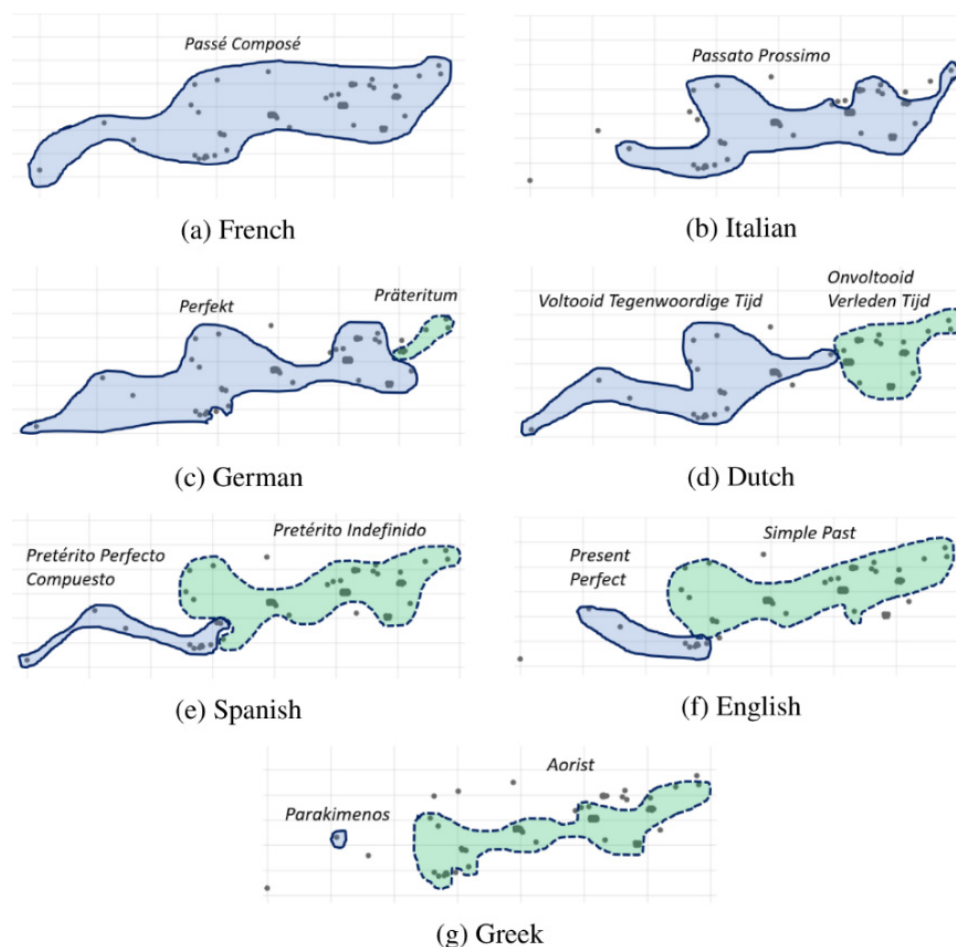 Passé Composé
(a) French
Passato Prossimo
(b) Italian
Perfekt
Präteritum
(c) German
Voltooid Tegenwoordige Tijd
Onvoltooid
Verleden Tijd
(d) Dutch
Pretérito Perfecto
Compuesto
Pretérito Indefinido
(e) Spanish
Present
Perfect
Simple Past
(f) English
Parakimenos
Aorist
(g) Greek